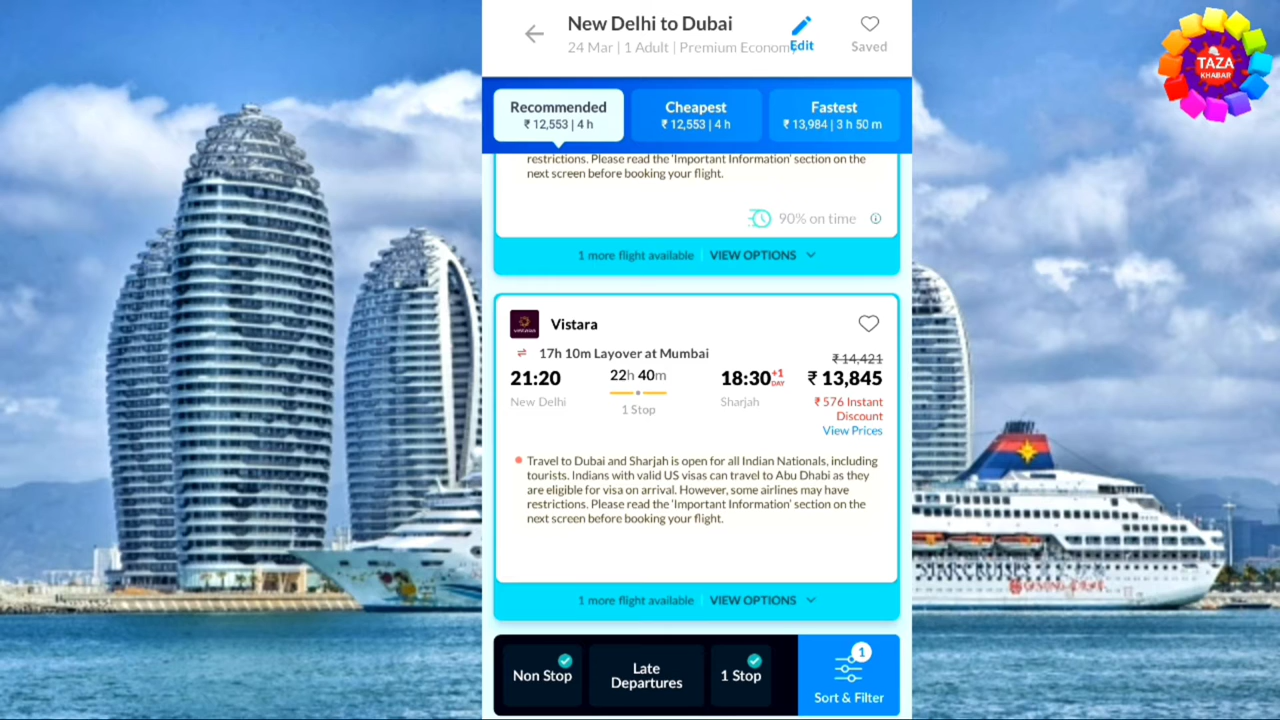 New Delhi to Dubai
24 Mar | 1 Adult | Premium Econom
Edit
Saved
TAZA
KHABAR
Recommended
₹ 12,553 | 4 h
Cheapest
₹ 12,553 | 4 h
Fastest
₹ 13,984 | 3 h 50 m
restrictions. Please read the 'Important Information' section on the
next screen before booking your flight.
90% on time
1 more flight available | VIEW OPTIONS
Vistara
17h 10m Layover at Mumbai
₹ 14,421
21:20
22h 40m
18:30 +1 DAY
₹ 13,845
New Delhi
1 Stop
Sharjah
₹ 576 Instant
Discount
View Prices
Travel to Dubai and Sharjah is open for all Indian Nationals, including
tourists. Indians with valid US visas can travel to Abu Dhabi as they
are eligible for visa on arrival. However, some airlines may have
restrictions. Please read the 'Important Information' section on the
next screen before booking your flight.
1 more flight available | VIEW OPTIONS
Non Stop
Late
Departures
1 Stop
1
Sort & Filter